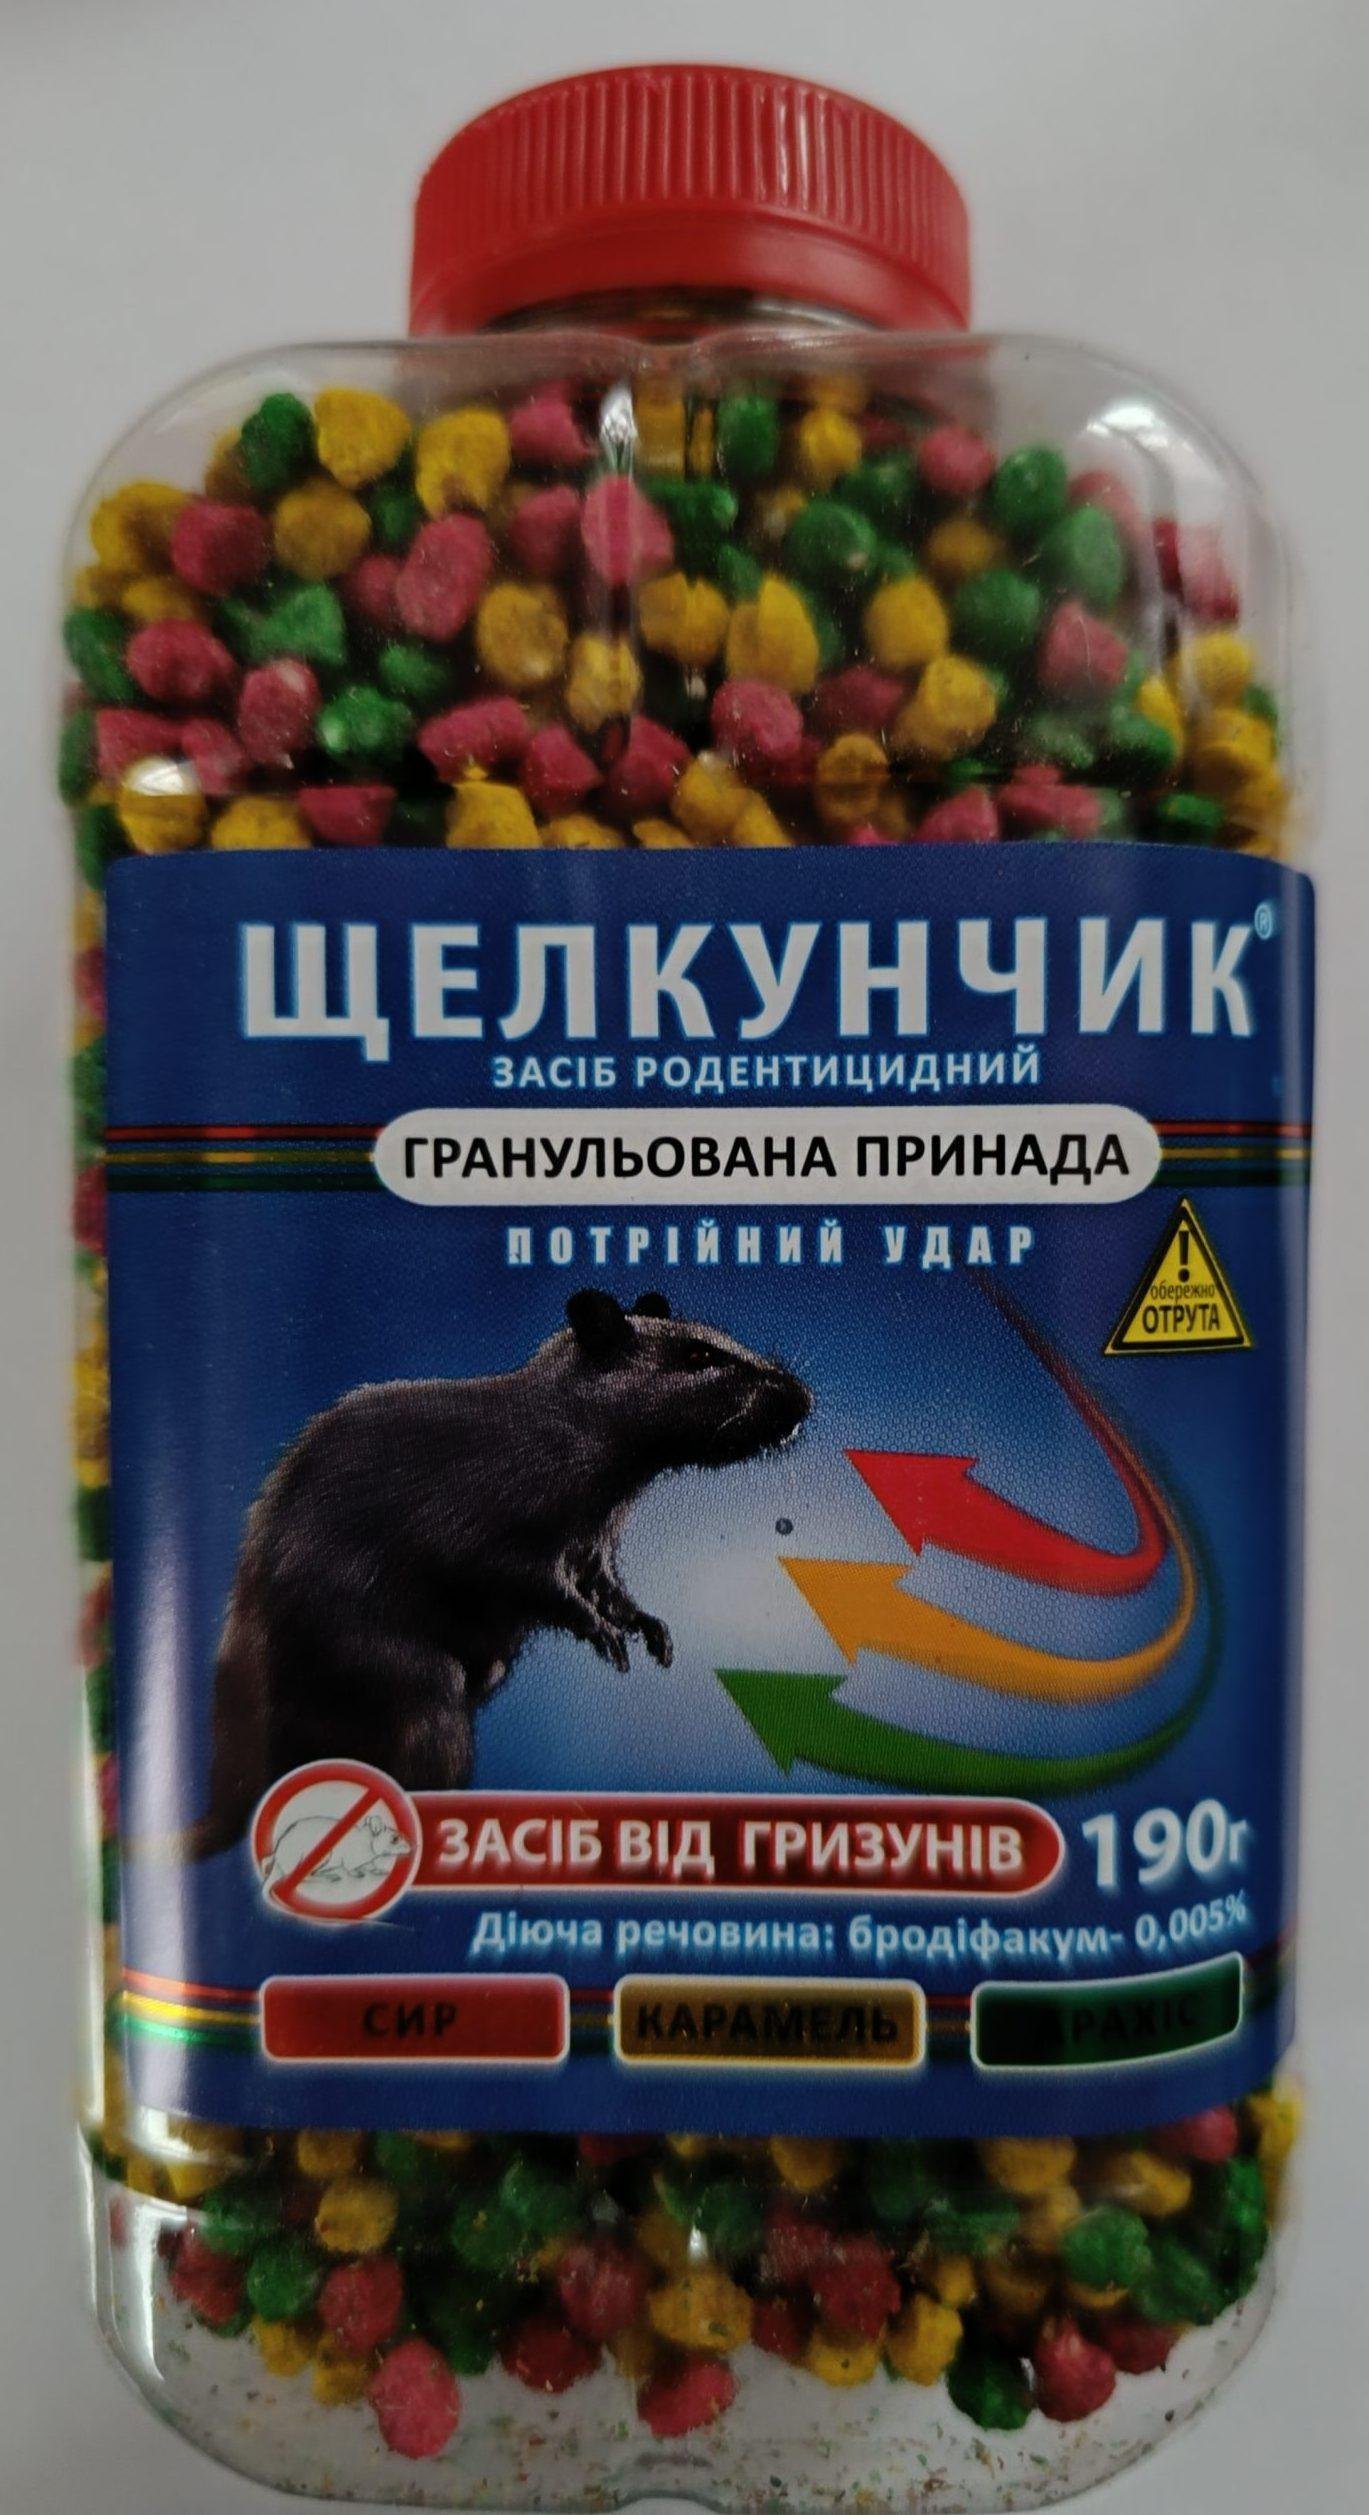 ЩЕЛКУНЧИК®
ЗАСІБ РОДЕНТИЦИДНИЙ
ГРАНУЛЬОВАНА ПРИНАДА
ПОТРІЙНИЙ УДАР
!
обережно
ОТРУТА
ЗАСІБ ВІД ГРИЗУНІВ
190г
Діюча речовина: бродіфакум- 0,005%
СИР
КАРАМЕЛЬ
АРАХІС